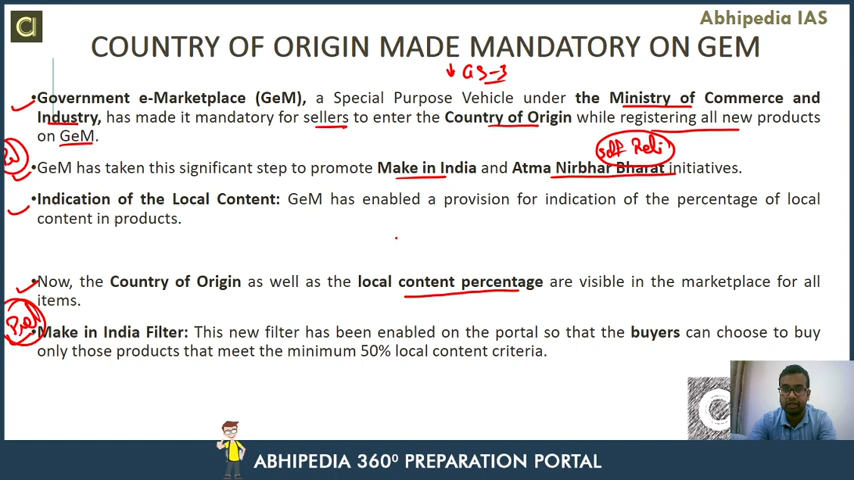 Abhipedia IAS
COUNTRY OF ORIGIN MADE MANDATORY ON GEM
GS-3
•Government e-Marketplace (GeM), a Special Purpose Vehicle under the Ministry of Commerce and
Industry, has made it mandatory for sellers to enter the Country of Origin while registering all new products
on GeM.
Self Reli
•GeM has taken this significant step to promote Make in India and Atma Nirbhar Bharat initiatives.
•Indication of the Local Content: GeM has enabled a provision for indication of the percentage of local
content in products.
•Now, the Country of Origin as well as the local content percentage are visible in the marketplace for all
items.
Prel
•Make in India Filter: This new filter has been enabled on the portal so that the buyers can choose to buy
only those products that meet the minimum 50% local content criteria.
ABHIPEDIA 360⁰ PREPARATION PORTAL